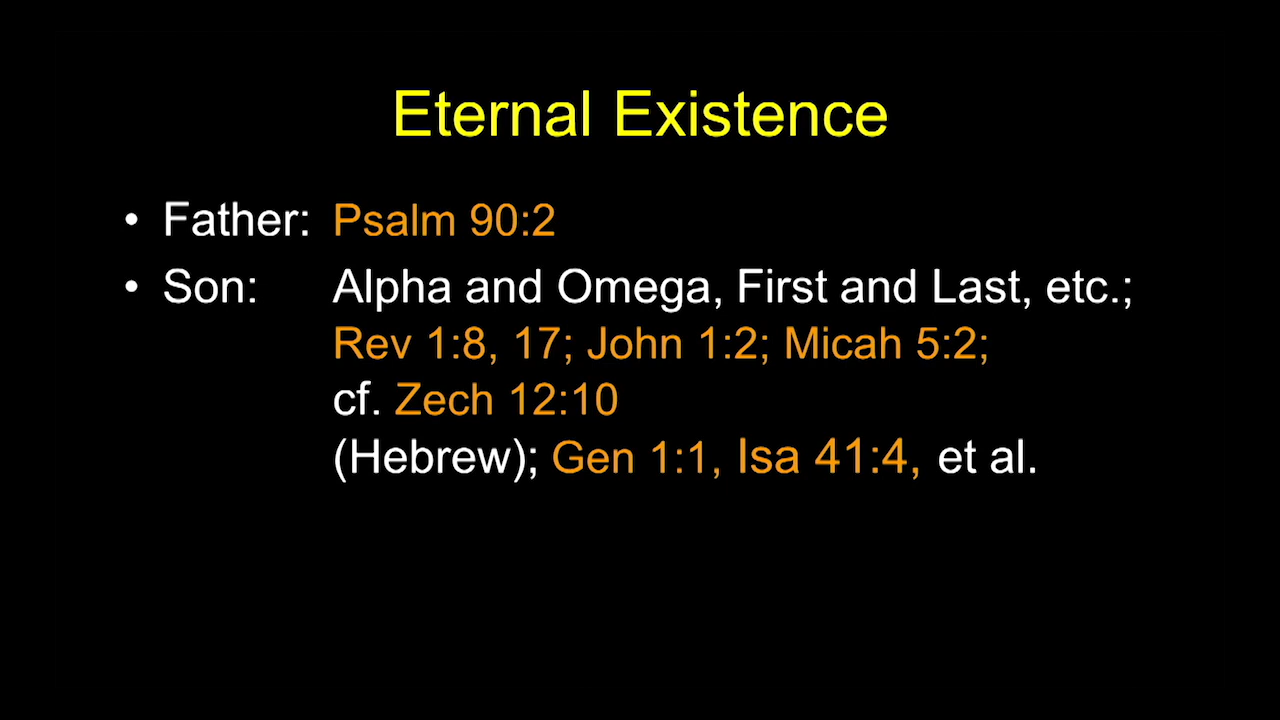 Eternal Existence
• Father: Psalm 90:2
• Son: Alpha and Omega, First and Last, etc.;
Rev 1:8, 17; John 1:2; Micah 5:2;
cf. Zech 12:10
(Hebrew); Gen 1:1, Isa 41:4, et al.